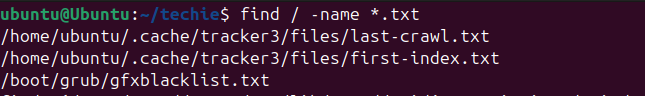 ubuntu@Ubuntu:~/techie$ find / -name *.txt
/home/ubuntu/.cache/tracker3/files/last-crawl.txt
/home/ubuntu/.cache/tracker3/files/first-index.txt
/boot/grub/gfxblacklist.txt